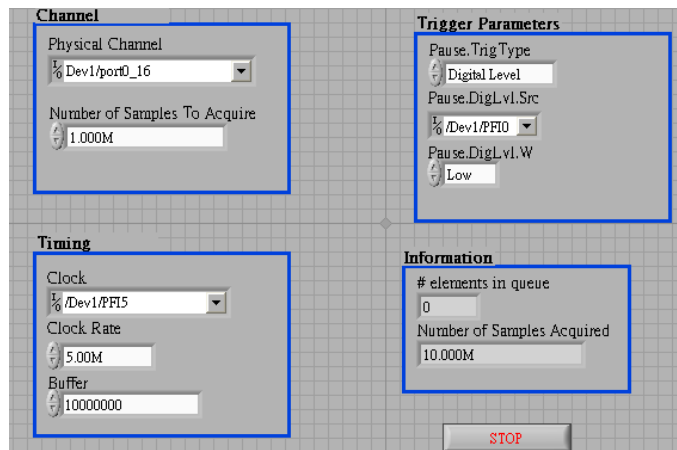 Channel
Physical Channel
Dev1/port0_16
Number of Samples To Acquire
1.000M
Trigger Parameters
Pause.TrigType
Digital Level
Pause.DigLvl.Src
/Dev1/PFI0
Pause.DigLvl.W
Low
Timing
Clock
/Dev1/PFI5
Clock Rate
5.00M
Buffer
10000000
Information
# elements in queue
0
Number of Samples Acquired
10.000M
STOP